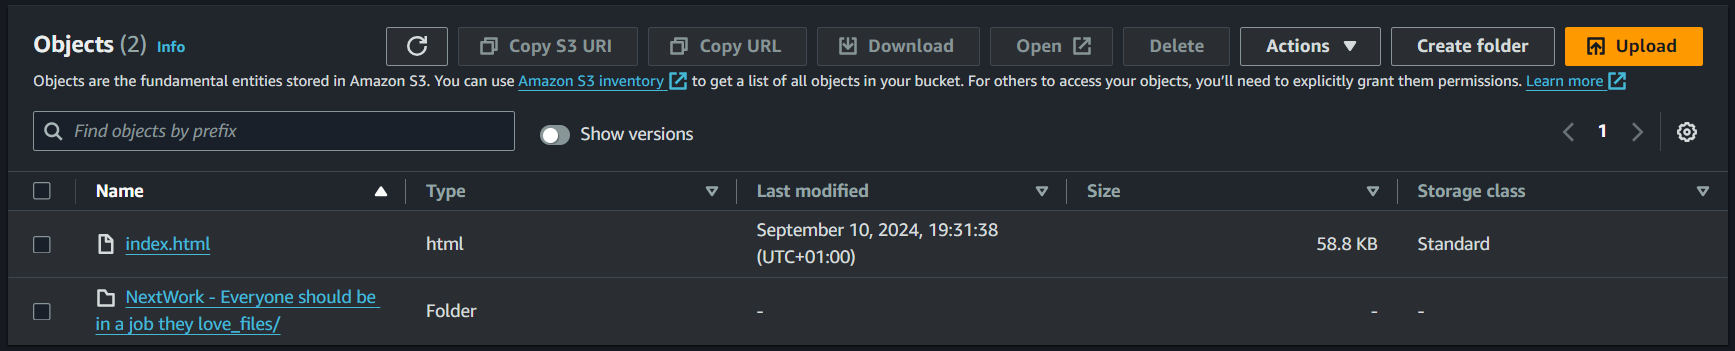 Objects (2) Info
Copy S3 URI Copy URL Download Open Delete Actions Create folder Upload
Objects are the fundamental entities stored in Amazon S3. You can use Amazon S3 inventory to get a list of all objects in your bucket. For others to access your objects, you'll need to explicitly grant them permissions. Learn more
Find objects by prefix Show versions 1
Name Type Last modified Size Storage class
index.html html September 10, 2024, 19:31:38 58.8 KB Standard
(UTC+01:00)
NextWork - Everyone should be Folder - - -
in a job they love_files/